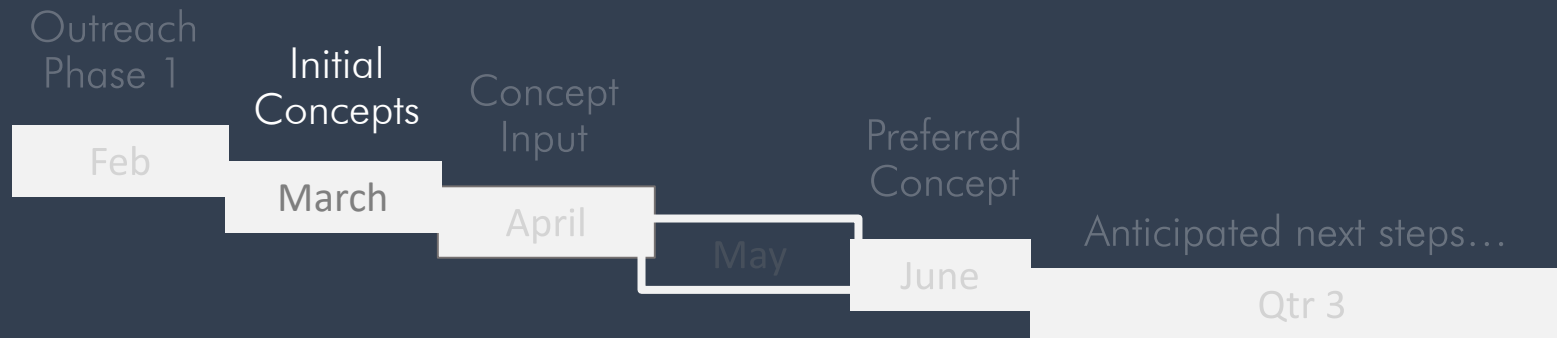 Outreach
Phase 1
Feb
Initial
Concepts
March
Concept
Input
April
May
Preferred
Concept
June
Anticipated next steps...
Qtr 3